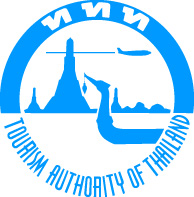 ททท
TOURISM AUTHORITY OF THAILAND